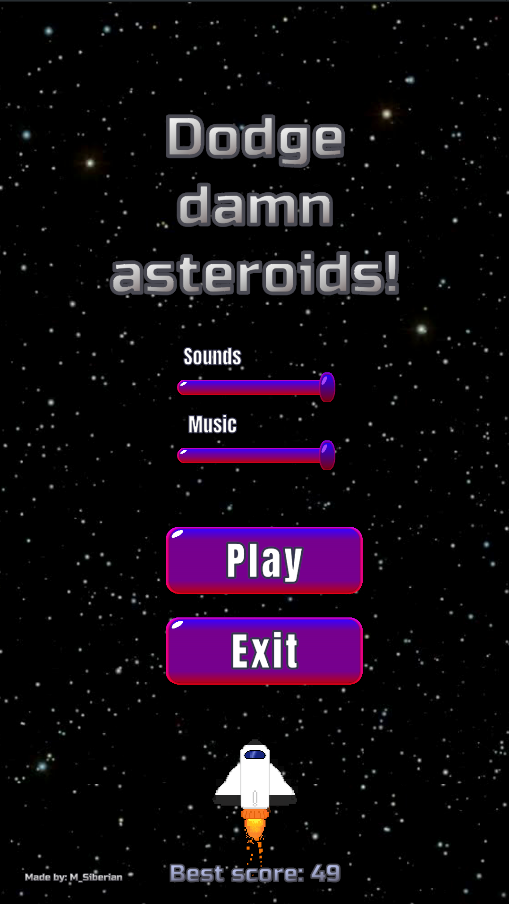 Dodge
damn
asteroids!
Sounds
Music
Play
Exit
Best score: 49
Made by: M_Siberian